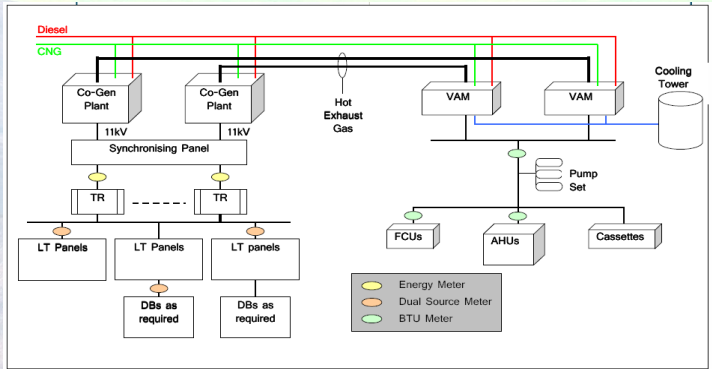 Diesel
CNG
Co-Gen
Plant
Co-Gen
Plant
Hot
Exhaust
Gas
VAM
VAM
Cooling
Tower
11kV
11kV
Synchronising Panel
TR
TR
Pump
Set
LT Panels
LT Panels
LT panels
FCUs
AHUs
Cassettes
DBs as
required
DBs as
required
Energy Meter
Dual Source Meter
BTU Meter